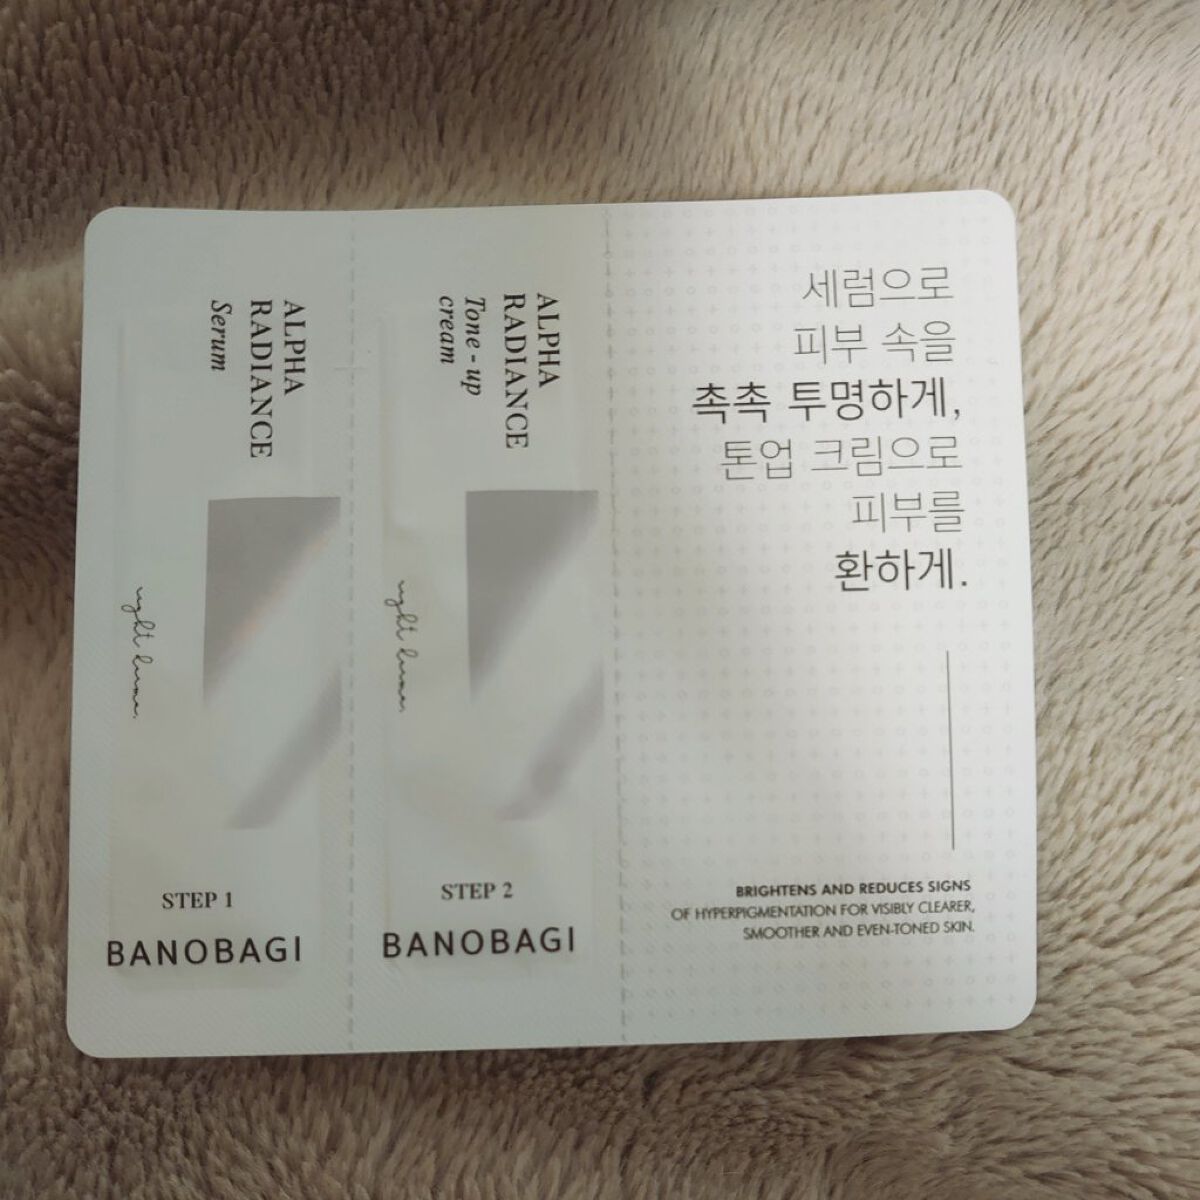 ALPHA
RADIANCE
Serum
STEP 1
BANOBAGI
ALPHA
RADIANCE
Tone-up
cream
STEP 2
BANOBAGI
세럼으로
피부 속을
촉촉 투명하게,
톤업 크림으로
피부를
환하게.
BRIGHTENS AND REDUCES SIGNS
OF HYPERPIGMENTATION FOR VISIBLY CLEARER,
SMOOTHER AND EVEN-TONED SKIN.